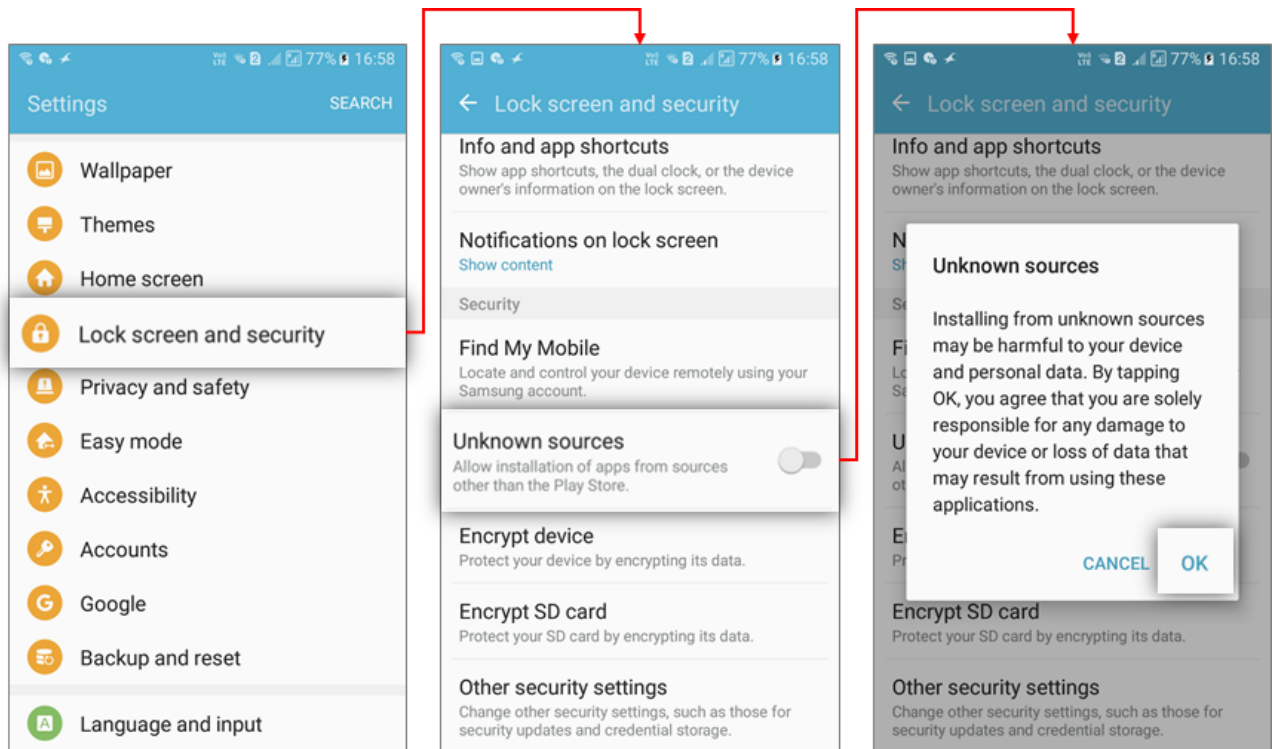 77% 16:58
Settings SEARCH
Wallpaper
Themes
Home screen
Lock screen and security
Privacy and safety
Easy mode
Accessibility
Accounts
Google
Backup and reset
A
Language and input
77% 16:58
Lock screen and security
Info and app shortcuts
Show app shortcuts, the dual clock, or the device
owner's information on the lock screen.
Notifications on lock screen
Show content
Security
Find My Mobile
Locate and control your device remotely using your
Samsung account.
Unknown sources
Allow installation of apps from sources
other than the Play Store.
Encrypt device
Protect your device by encrypting its data.
Encrypt SD card
Protect your SD card by encrypting its data.
Other security settings
Change other security settings, such as those for
security updates and credential storage.
77% 16:58
Lock screen and security
Info and app shortcuts
Show app shortcuts, the dual clock, or the device
owner's information on the lock screen.
Unknown sources
Installing from unknown sources
may be harmful to your device
and personal data. By tapping
OK, you agree that you are solely
responsible for any damage to
your device or loss of data that
may result from using these
applications.
CANCEL OK
Encrypt SD card
Protect your SD card by encrypting its data.
Other security settings
Change other security settings, such as those for
security updates and credential storage.